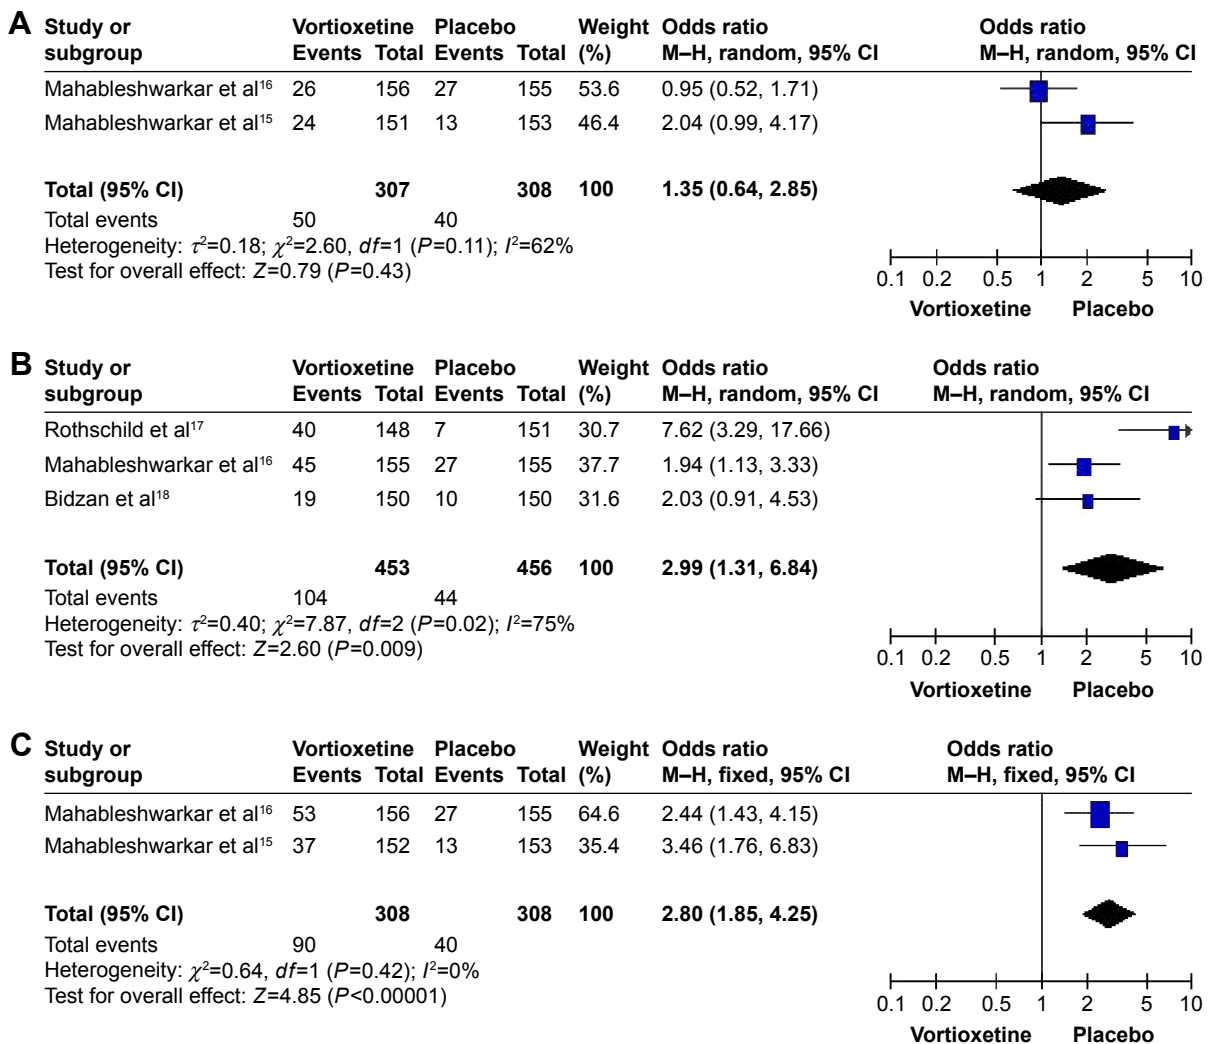 A Study or Vortioxetine Placebo Weight Odds ratio Odds ratio
subgroup Events Total Events Total (%) M–H, random, 95% CI M–H, random, 95% CI
Mahableshwarkar et al¹⁶ 26 156 27 155 53.6 0.95 (0.52, 1.71)
Mahableshwarkar et al¹⁵ 24 151 13 153 46.4 2.04 (0.99, 4.17)
Total (95% CI) 307 308 100 1.35 (0.64, 2.85)
Total events 50 40
Heterogeneity: τ²=0.18; χ²=2.60, df=1 (P=0.11); I²=62%
Test for overall effect: Z=0.79 (P=0.43)
0.1 0.2 0.5 1 2 5 10
Vortioxetine Placebo
B Study or Vortioxetine Placebo Weight Odds ratio Odds ratio
subgroup Events Total Events Total (%) M–H, random, 95% CI M–H, random, 95% CI
Rothschild et al¹⁷ 40 148 7 151 30.7 7.62 (3.29, 17.66)
Mahableshwarkar et al¹⁶ 45 155 27 155 37.7 1.94 (1.13, 3.33)
Bidzan et al¹⁸ 19 150 10 150 31.6 2.03 (0.91, 4.53)
Total (95% CI) 453 456 100 2.99 (1.31, 6.84)
Total events 104 44
Heterogeneity: τ²=0.40; χ²=7.87, df=2 (P=0.02); I²=75%
Test for overall effect: Z=2.60 (P=0.009)
0.1 0.2 0.5 1 2 5 10
Vortioxetine Placebo
C Study or Vortioxetine Placebo Weight Odds ratio Odds ratio
subgroup Events Total Events Total (%) M–H, fixed, 95% CI M–H, fixed, 95% CI
Mahableshwarkar et al¹⁶ 53 156 27 155 64.6 2.44 (1.43, 4.15)
Mahableshwarkar et al¹⁵ 37 152 13 153 35.4 3.46 (1.76, 6.83)
Total (95% CI) 308 308 100 2.80 (1.85, 4.25)
Total events 90 40
Heterogeneity: χ²=0.64, df=1 (P=0.42); I²=0%
Test for overall effect: Z=4.85 (P<0.00001)
0.1 0.2 0.5 1 2 5 10
Vortioxetine Placebo